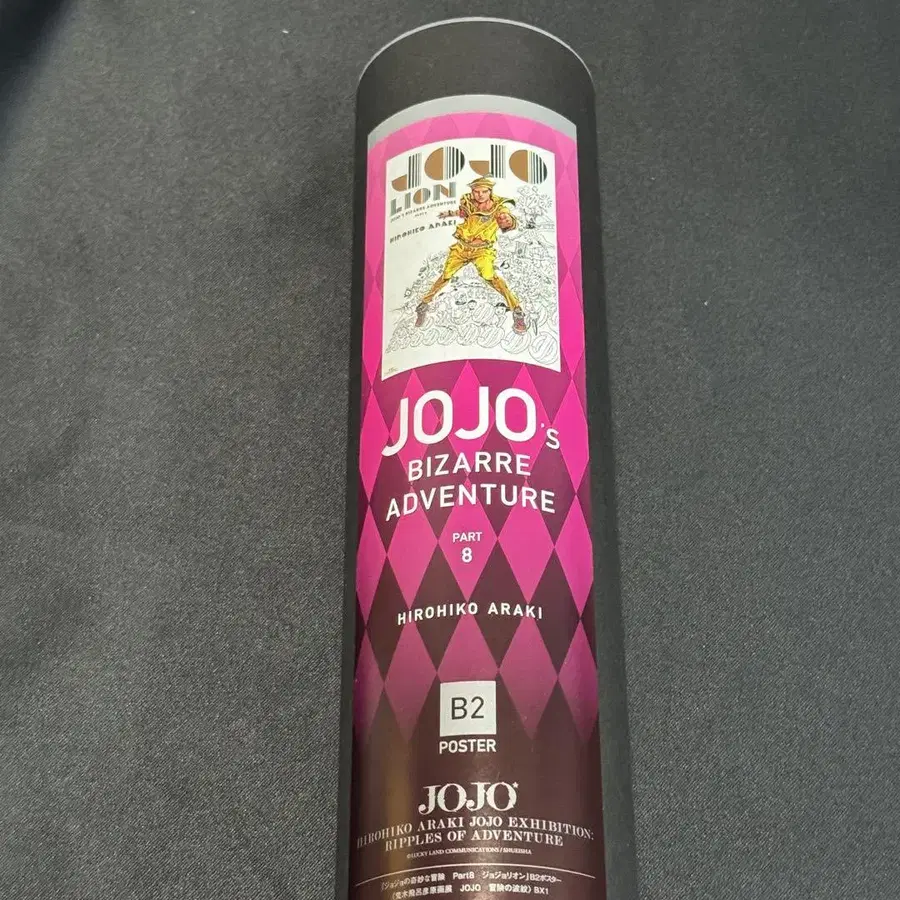 JOJO
LION
JOJO'S BIZARRE ADVENTURE
HIROHIKO ARAKI
JOJO's
BIZARRE
ADVENTURE
PART
8
HIROHIKO ARAKI
B2
POSTER
JOJO
HIROHIKO ARAKI JOJO EXHIBITION:
RIPPLES OF ADVENTURE
©LUCKY LAND COMMUNICATIONS/SHUEISHA
『ジョジョの奇妙な冒険 Part8 ジョジョリオン』B2ポスター
(荒木飛呂彦原画展 JOJO 冒険の波紋) BX1